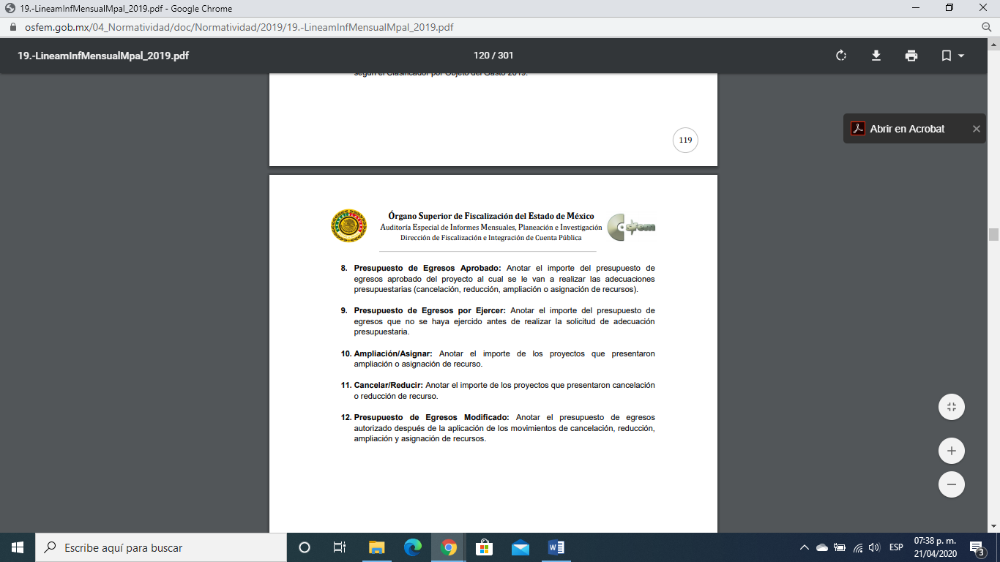 19.-LineamInfMensualMpal_2019.pdf - Google Chrome
osfem.gob.mx/04_Normatividad/doc/Normatividad/2019/19.-LineamInfMensualMpal_2019.pdf
19.-LineamInfMensualMpal_2019.pdf
120 / 301
según el Clasificador por Objeto del Gasto 2019.
Abrir en Acrobat
119
Órgano Superior de Fiscalización del Estado de México
Auditoría Especial de Informes Mensuales, Planeación e Investigación
Dirección de Fiscalización e Integración de Cuenta Pública
osfem
8. Presupuesto de Egresos Aprobado: Anotar el importe del presupuesto de
egresos aprobado del proyecto al cual se le van a realizar las adecuaciones
presupuestarias (cancelación, reducción, ampliación o asignación de recursos).
9. Presupuesto de Egresos por Ejercer: Anotar el importe del presupuesto de
egresos que no se haya ejercido antes de realizar la solicitud de adecuación
presupuestaria.
10. Ampliación/Asignar: Anotar el importe de los proyectos que presentaron
ampliación o asignación de recurso.
11. Cancelar/Reducir: Anotar el importe de los proyectos que presentaron cancelación
o reducción de recurso.
12. Presupuesto de Egresos Modificado: Anotar el presupuesto de egresos
autorizado después de la aplicación de los movimientos de cancelación, reducción,
ampliación y asignación de recursos.
Escribe aquí para buscar
ESP
07:38 p. m.
21/04/2020
3